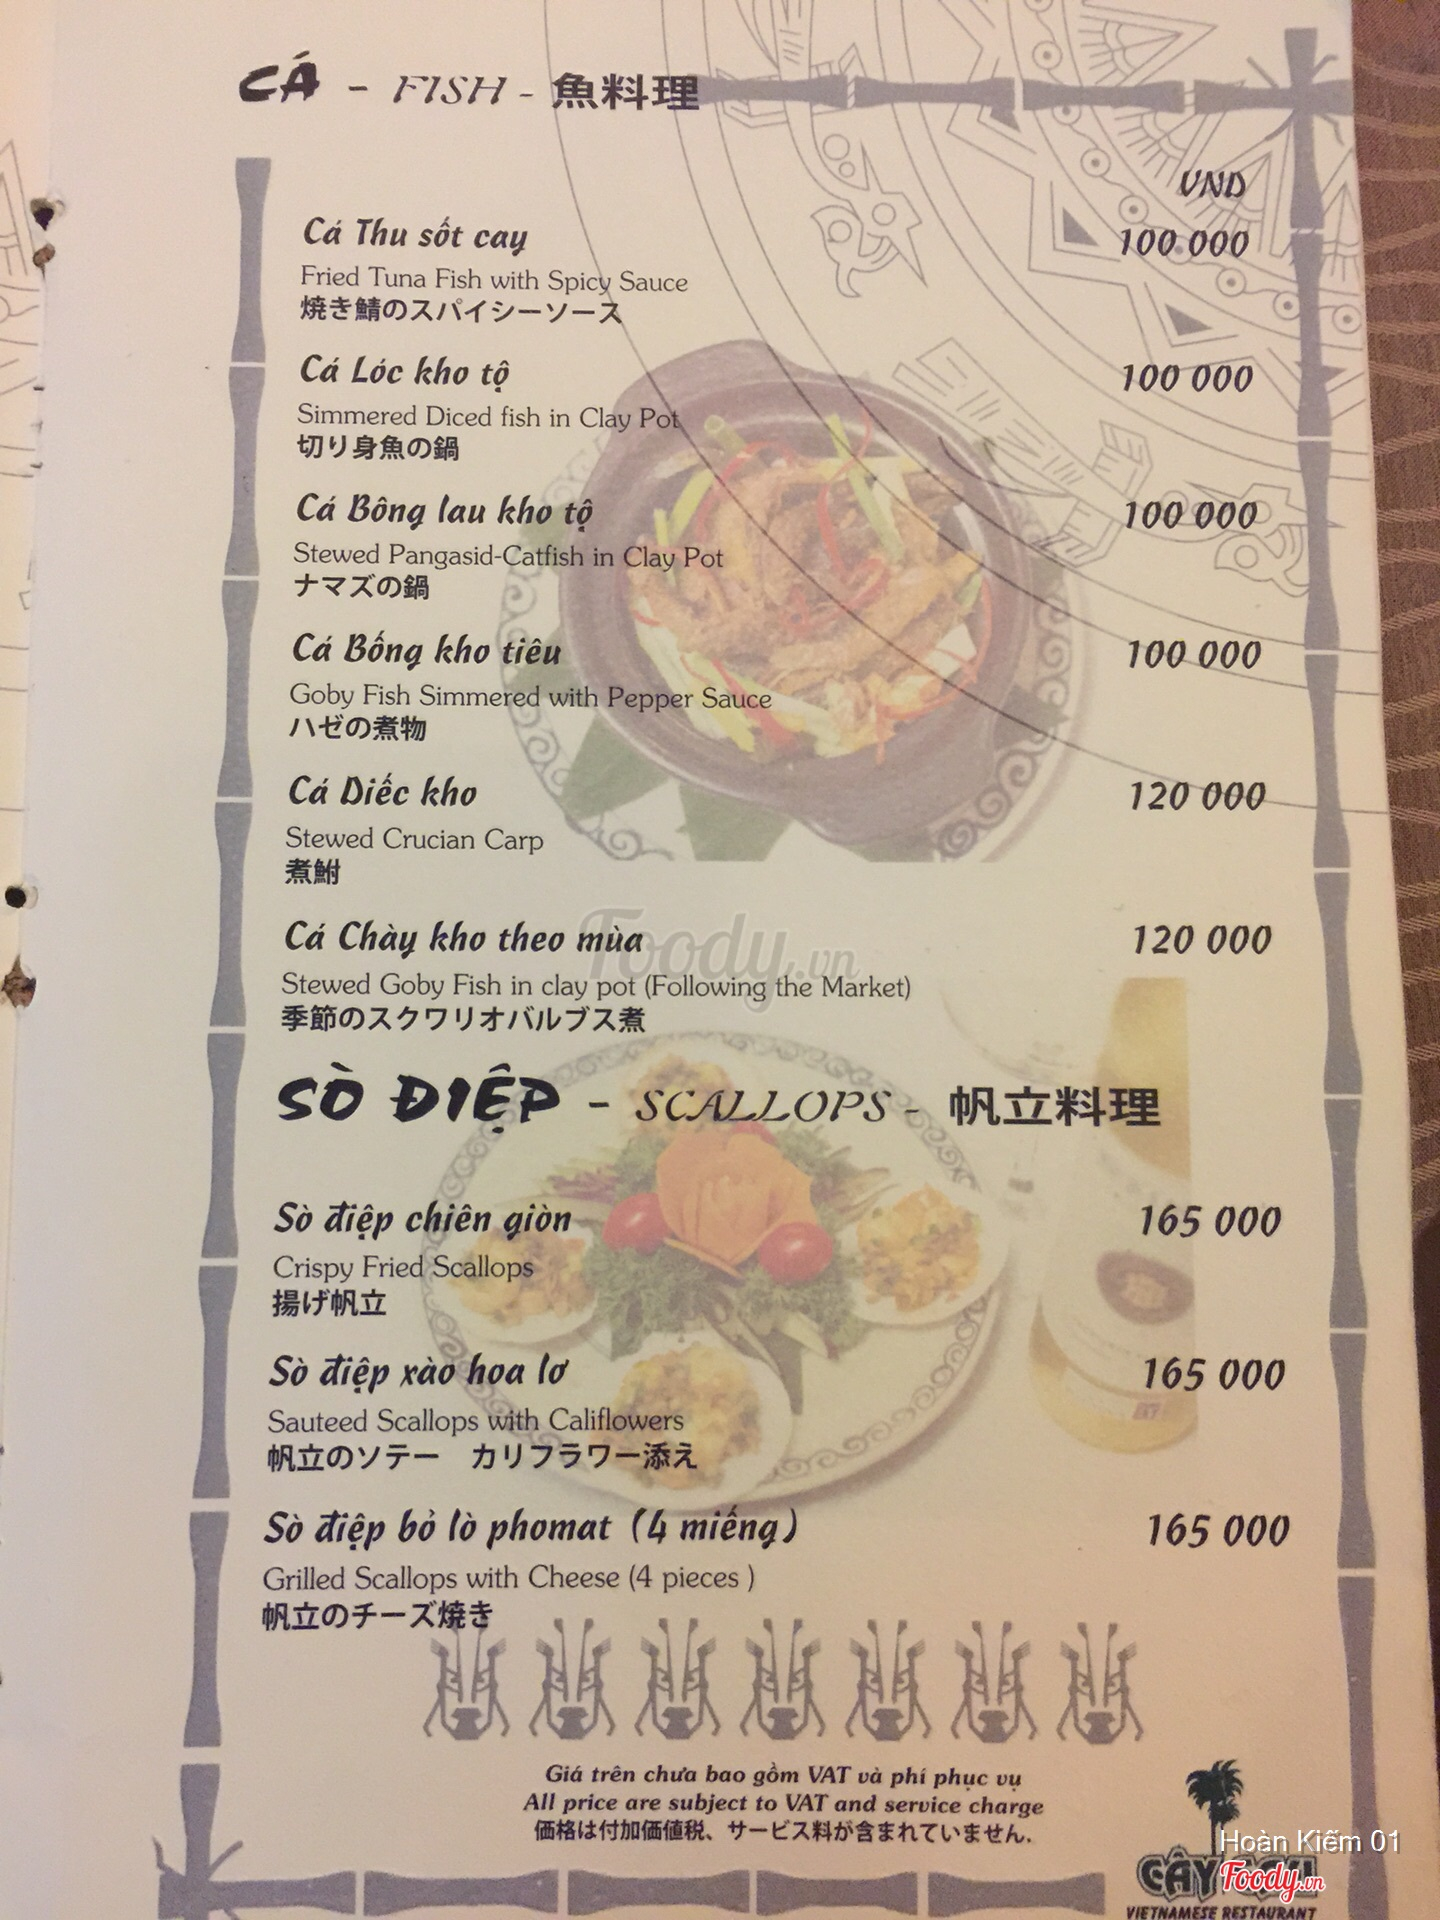 CÁ - FISH - 魚料理
VND
Cá Thu sốt cay 100 000
Fried Tuna Fish with Spicy Sauce
焼き鯖のスパイシーソース
Cá Lóc kho tộ 100 000
Simmered Diced fish in Clay Pot
切り身魚の鍋
Cá Bông lau kho tộ 100 000
Stewed Pangasid-Catfish in Clay Pot
ナマズの鍋
Cá Bống kho tiêu 100 000
Goby Fish Simmered with Pepper Sauce
ハゼの煮物
Cá Diếc kho 120 000
Stewed Crucian Carp
煮鮒
Cá Chày kho theo mùa 120 000
Foody.vn
Stewed Goby Fish in clay pot (Following the Market)
季節のスクワリオバルブス煮
SÒ ĐIỆP - SCALLOPS - 帆立料理
Sò điệp chiên giòn 165 000
Crispy Fried Scallops
揚げ帆立
Sò điệp xào hoa lơ 165 000
Sauteed Scallops with Califlowers
帆立のソテー　カリフラワー添え
Sò điệp bỏ lò phomat (4 miếng) 165 000
Grilled Scallops with Cheese (4 pieces )
帆立のチーズ焼き
Giá trên chưa bao gồm VAT và phí phục vụ
All price are subject to VAT and service charge
価格は付加価値税、サービス料が含まれていません.
Hoàn Kiếm 01
CÂY
Foody.vn
VIETNAMESE RESTAURANT